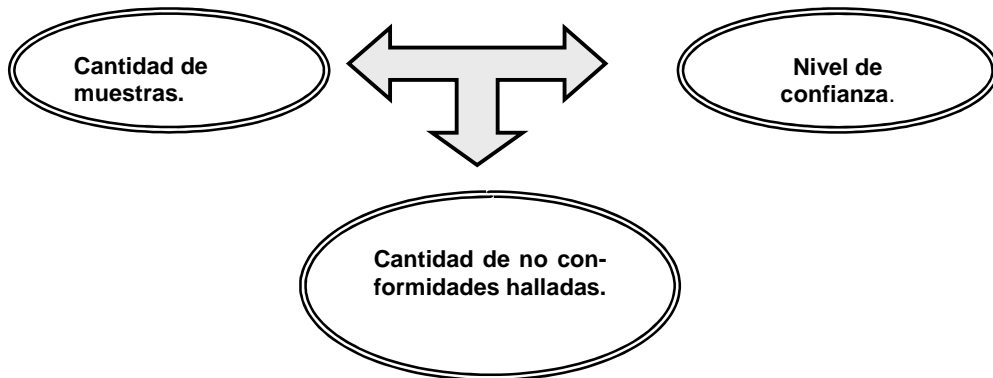 Cantidad de
muestras.
Nivel de
confianza.
Cantidad de no con-
formidades halladas.